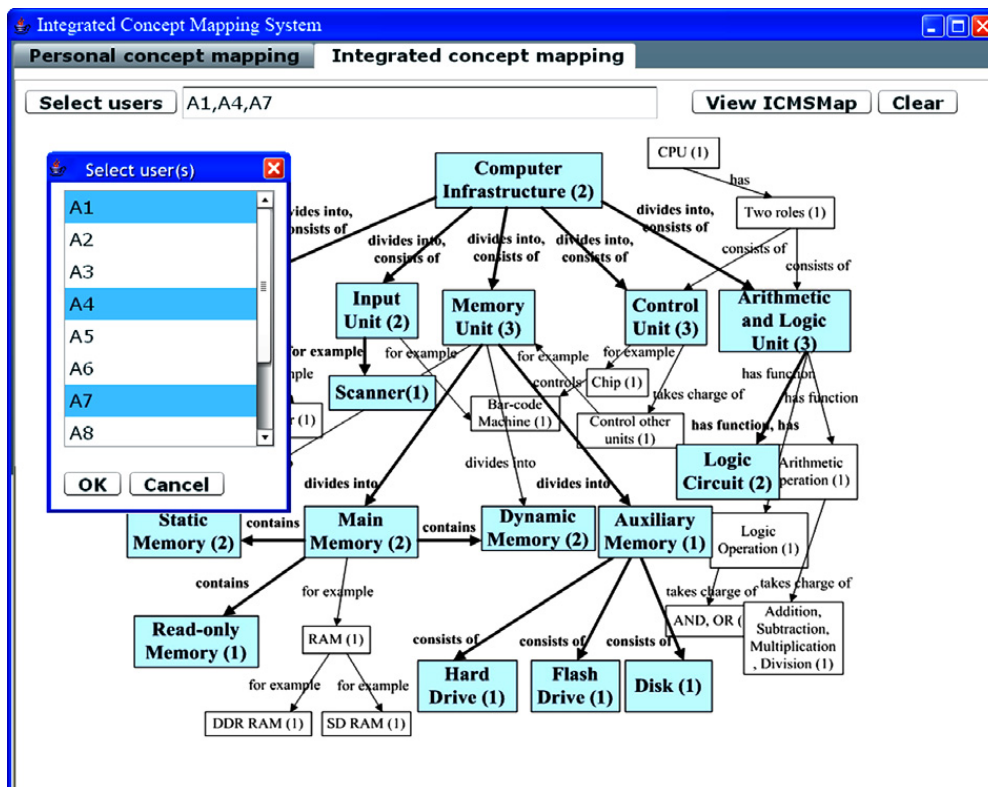 Integrated Concept Mapping System
Personal concept mapping
Integrated concept mapping
Select users
A1,A4,A7
View ICMSMap
Clear
Select user(s)
A1
A2
A3
A4
A5
A6
A7
A8
OK
Cancel
CPU (1)
has
Two roles (1)
consists of
consists of
Computer
Infrastructure (2)
divides into,
consists of
divides into,
consists of
divides into,
consists of
divides into,
consists of
consists of
Input
Unit (2)
Memory
Unit (3)
Control
Unit (3)
Arithmetic
and Logic
Unit (3)
for example
for example
for example
for example
has function
has function
Scanner(1)
controls
Chip (1)
takes charge of
Bar-code
Machine (1)
Control other
units (1)
has function, has
Logic
Circuit (2)
Arithmetic
(1)
divides into
divides into
divides into
Static
Memory (2)
contains
Main
Memory (2)
contains
Dynamic
Memory (2)
Auxiliary
Memory (1)
Logic
Operation (1)
contains
for example
takes charge of
takes charge of
Read-only
Memory (1)
RAM (1)
consists of
consists of
consists of
AND, OR (
Addition,
Subtraction,
Multiplication
, Division (1)
for example
for example
Hard
Drive (1)
Flash
Drive (1)
Disk (1)
DDR RAM (1)
SD RAM (1)